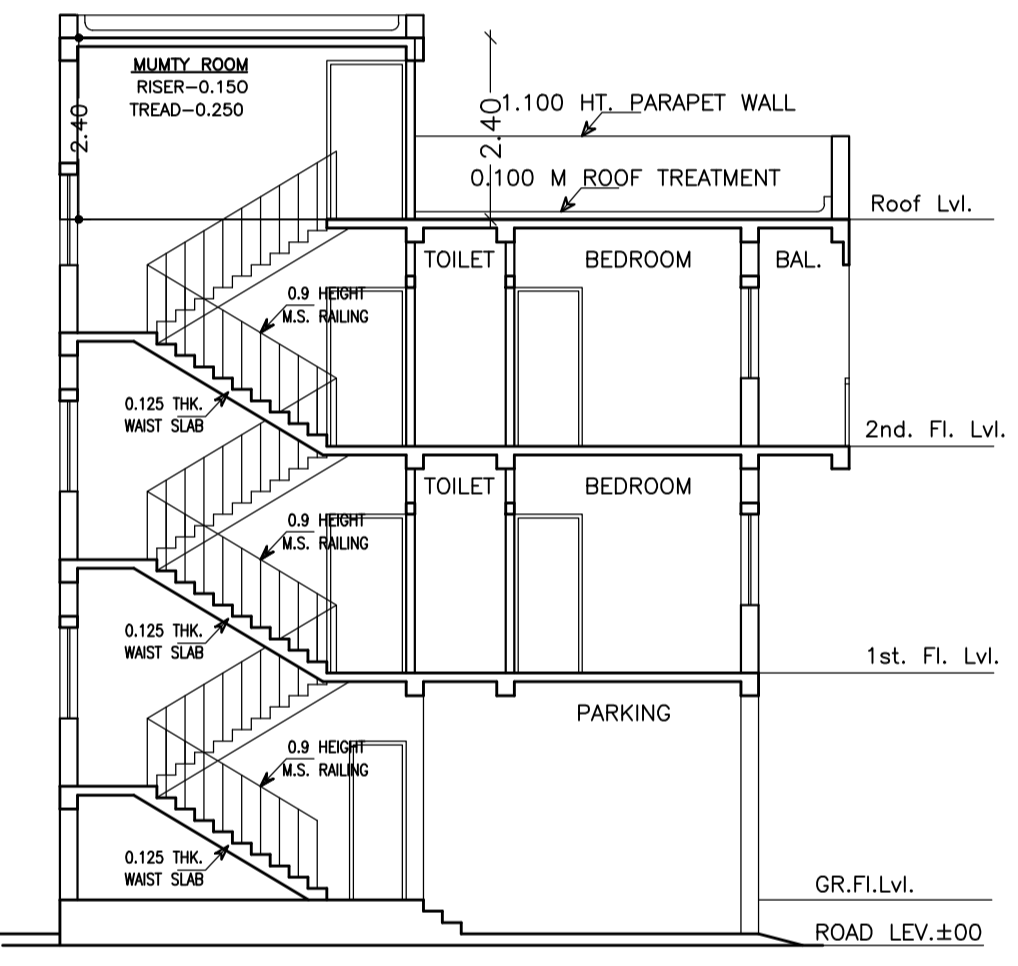 MUMTY ROOM
RISER-0.150
TREAD-0.250
2.40
2.40
1.100 HT. PARAPET WALL
0.100 M ROOF TREATMENT
Roof Lvl.
TOILET
BEDROOM
BAL.
0.9 HEIGHT
M.S. RAILING
0.125 THK.
WAIST SLAB
2nd. Fl. Lvl.
TOILET
BEDROOM
0.9 HEIGHT
M.S. RAILING
0.125 THK.
WAIST SLAB
1st. Fl. Lvl.
PARKING
0.9 HEIGHT
M.S. RAILING
0.125 THK.
WAIST SLAB
GR.Fl.Lvl.
ROAD LEV.±00